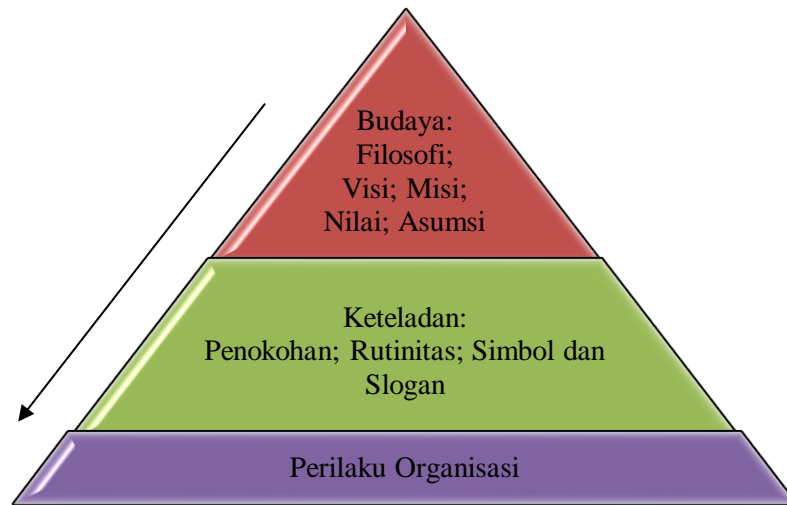 Budaya:
Filosofi;
Visi; Misi;
Nilai; Asumsi
Keteladan:
Penokohan; Rutinitas; Simbol dan
Slogan
Perilaku Organisasi